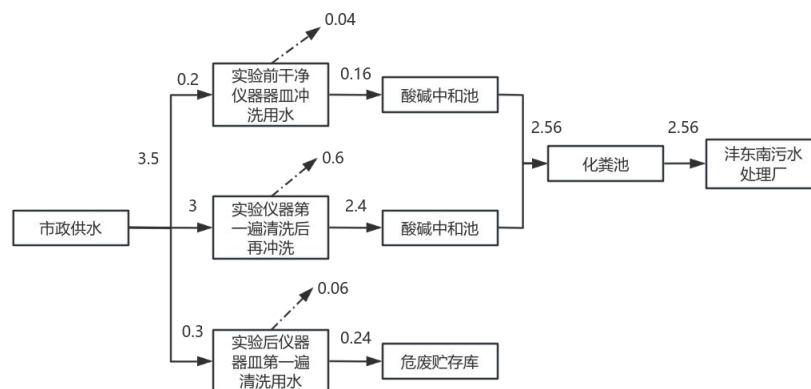 0.04
0.2
实验前干净
仪器器皿冲
洗用水
0.16
酸碱中和池
3.5
0.6
2.56
化粪池
2.56
沣东南污水
处理厂
市政供水
3
实验仪器第
一遍清洗后
再冲洗
2.4
酸碱中和池
0.06
0.3
实验后仪器
器皿第一遍
清洗用水
0.24
危废贮存库